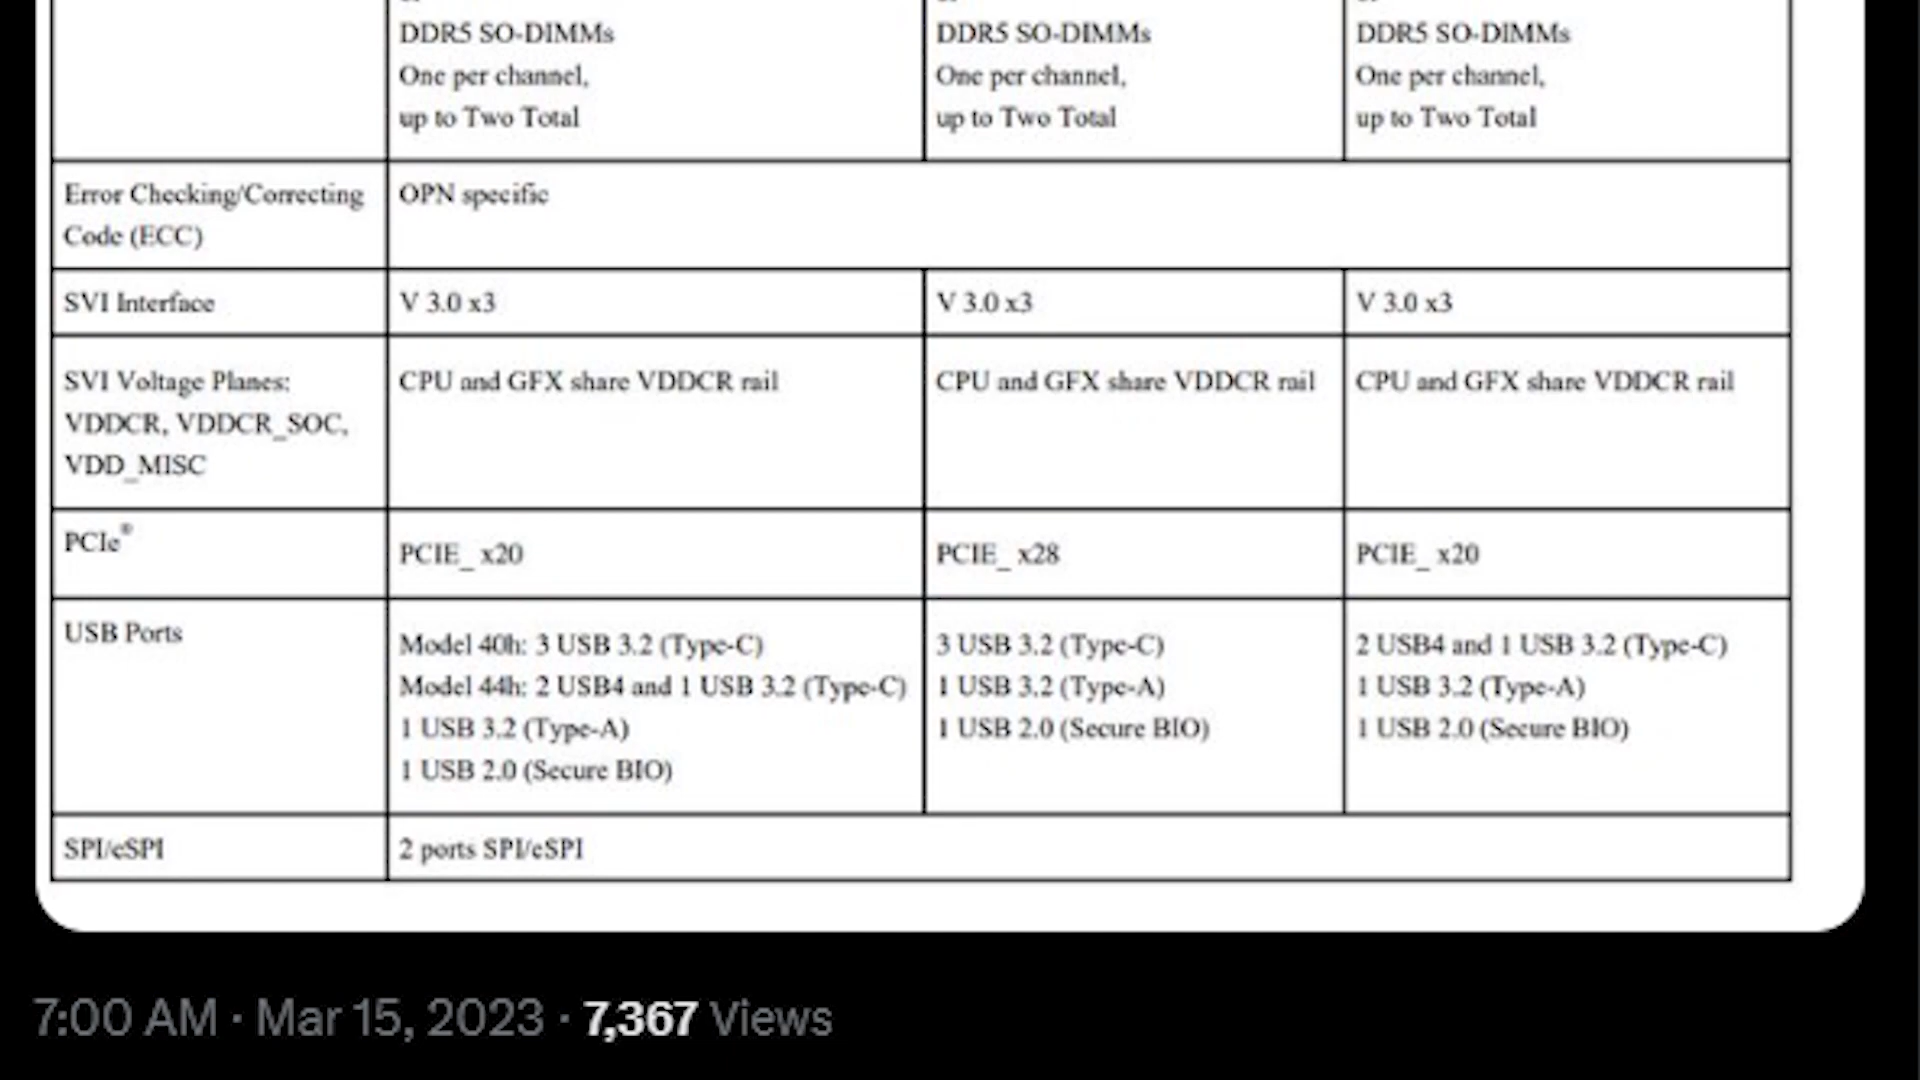 DDR5 SO-DIMMs
One per channel,
up to Two Total
DDR5 SO-DIMMs
One per channel,
up to Two Total
DDR5 SO-DIMMs
One per channel,
up to Two Total
Error Checking/Correcting
Code (ECC)
OPN specific
SVI Interface
V 3.0 x3
V 3.0 x3
V 3.0 x3
SVI Voltage Planes:
VDDCR, VDDCR_SOC,
VDD_MISC
CPU and GFX share VDDCR rail
CPU and GFX share VDDCR rail
CPU and GFX share VDDCR rail
PCIe®
PCIE_ x20
PCIE_ x28
PCIE_ x20
USB Ports
Model 40h: 3 USB 3.2 (Type-C)
Model 44h: 2 USB4 and 1 USB 3.2 (Type-C)
1 USB 3.2 (Type-A)
1 USB 2.0 (Secure BIO)
3 USB 3.2 (Type-C)
1 USB 3.2 (Type-A)
1 USB 2.0 (Secure BIO)
2 USB4 and 1 USB 3.2 (Type-C)
1 USB 3.2 (Type-A)
1 USB 2.0 (Secure BIO)
SPI/eSPI
2 ports SPI/eSPI
7:00 AM · Mar 15, 2023 · 7,367 Views